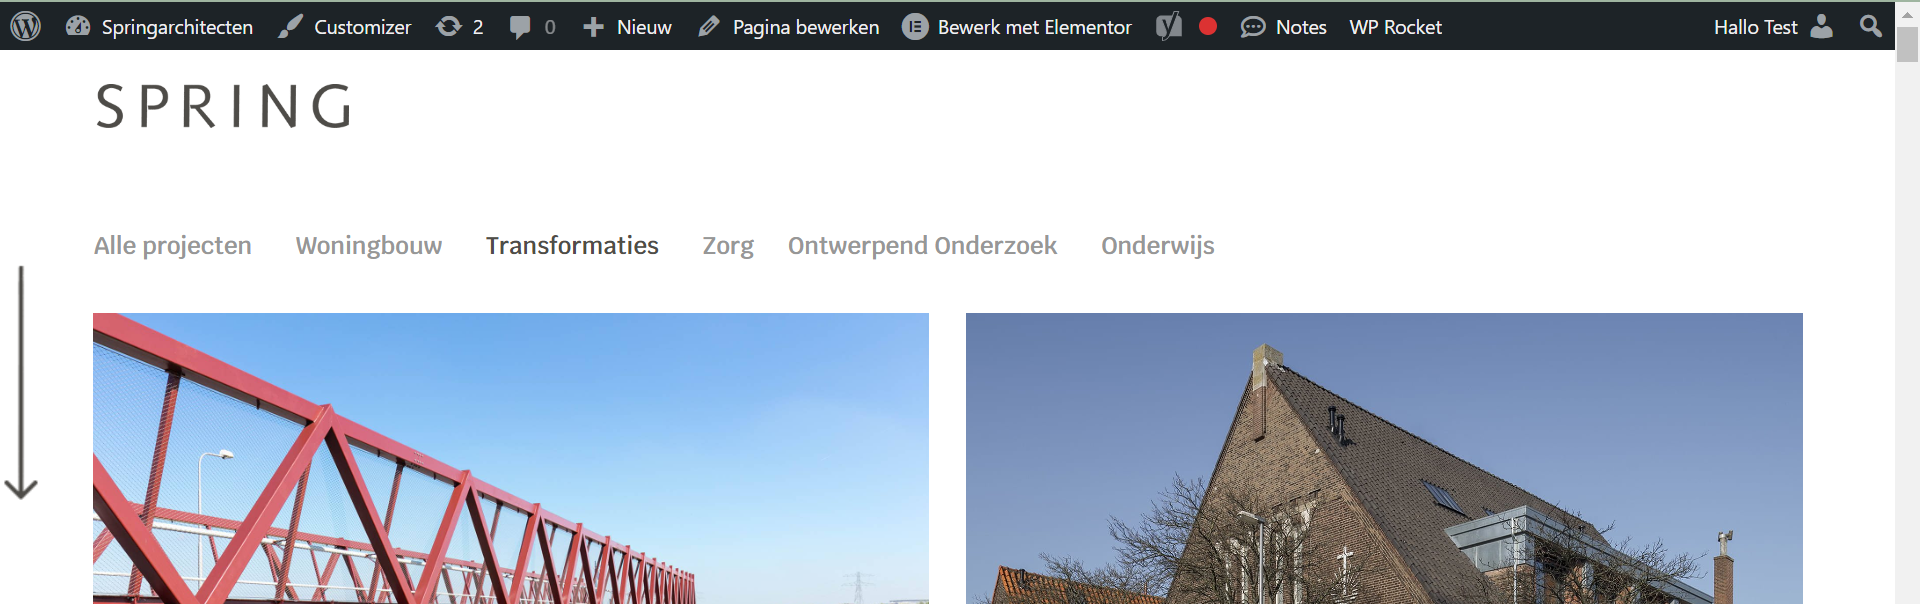 Springarchitecten Customizer 2 0 Nieuw Pagina bewerken Bewerk met Elementor Notes WP Rocket Hallo Test
SPRING
Alle projecten Woningbouw Transformaties Zorg Ontwerpend Onderzoek Onderwijs